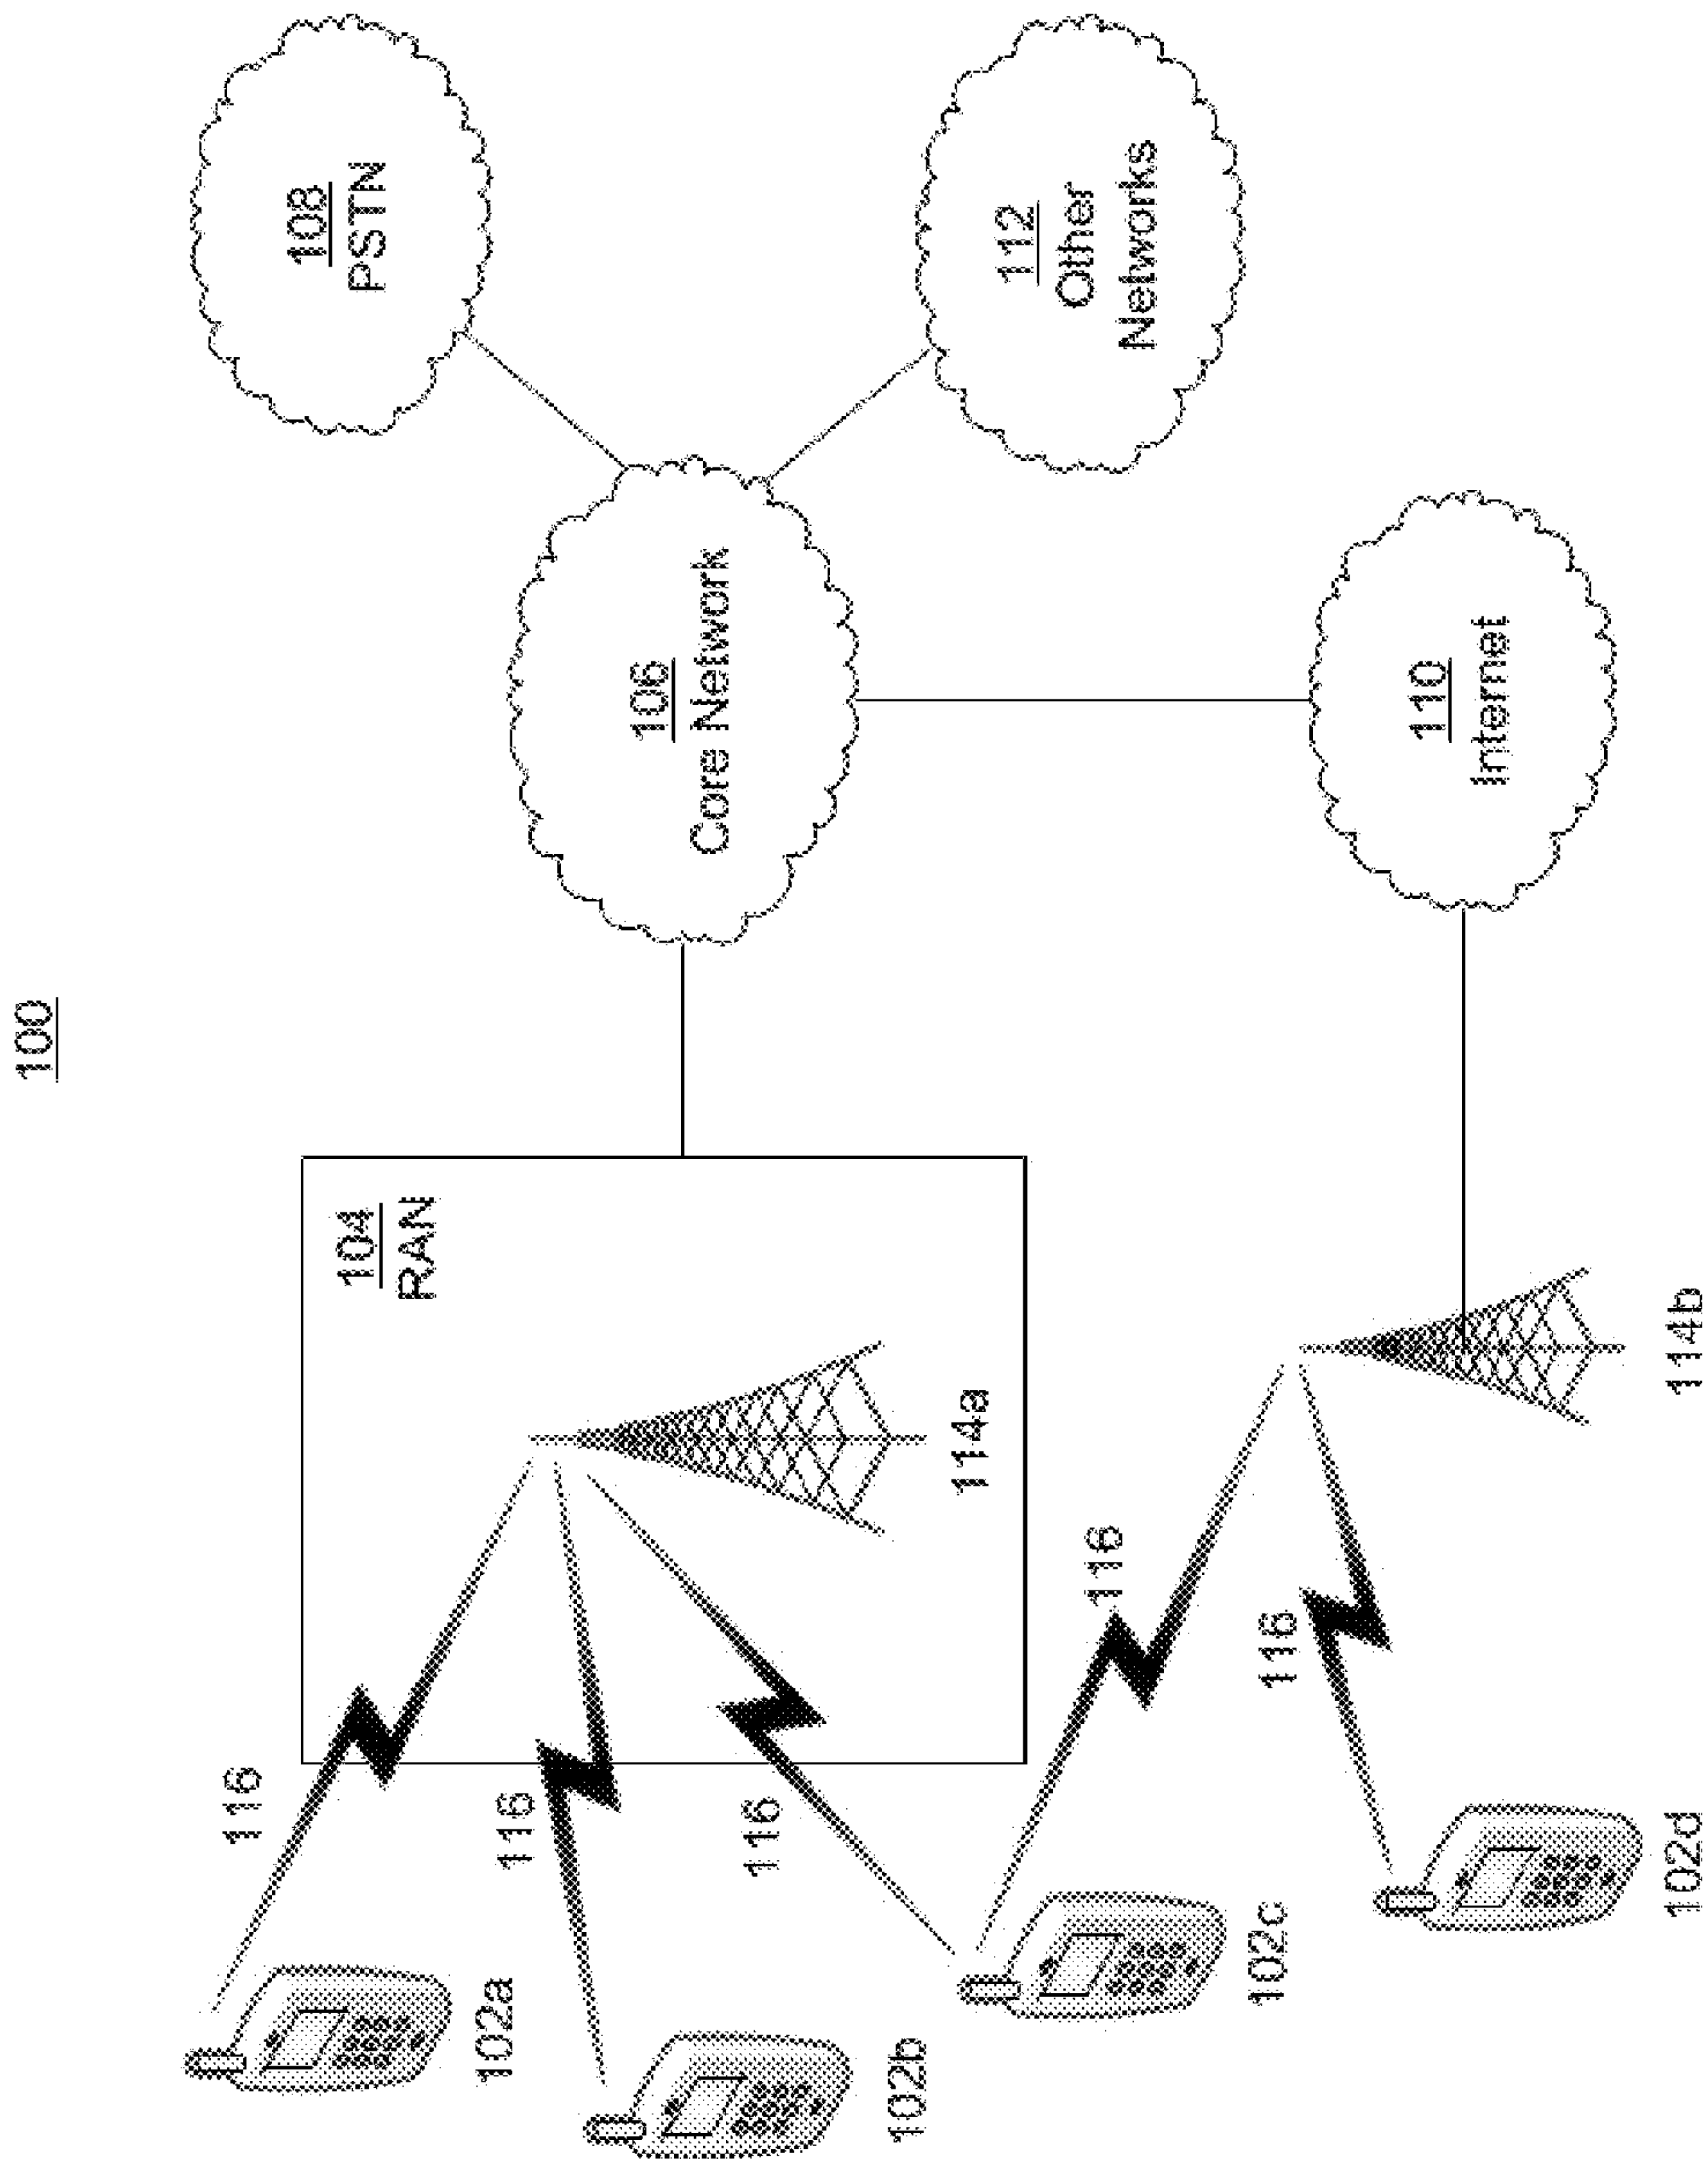 100
102a
116
104
RAN
108
PSTN
106
Core Network
102b
116
116
114a
112
Other
Networks
102c
116
116
110
Internet
102d
114b